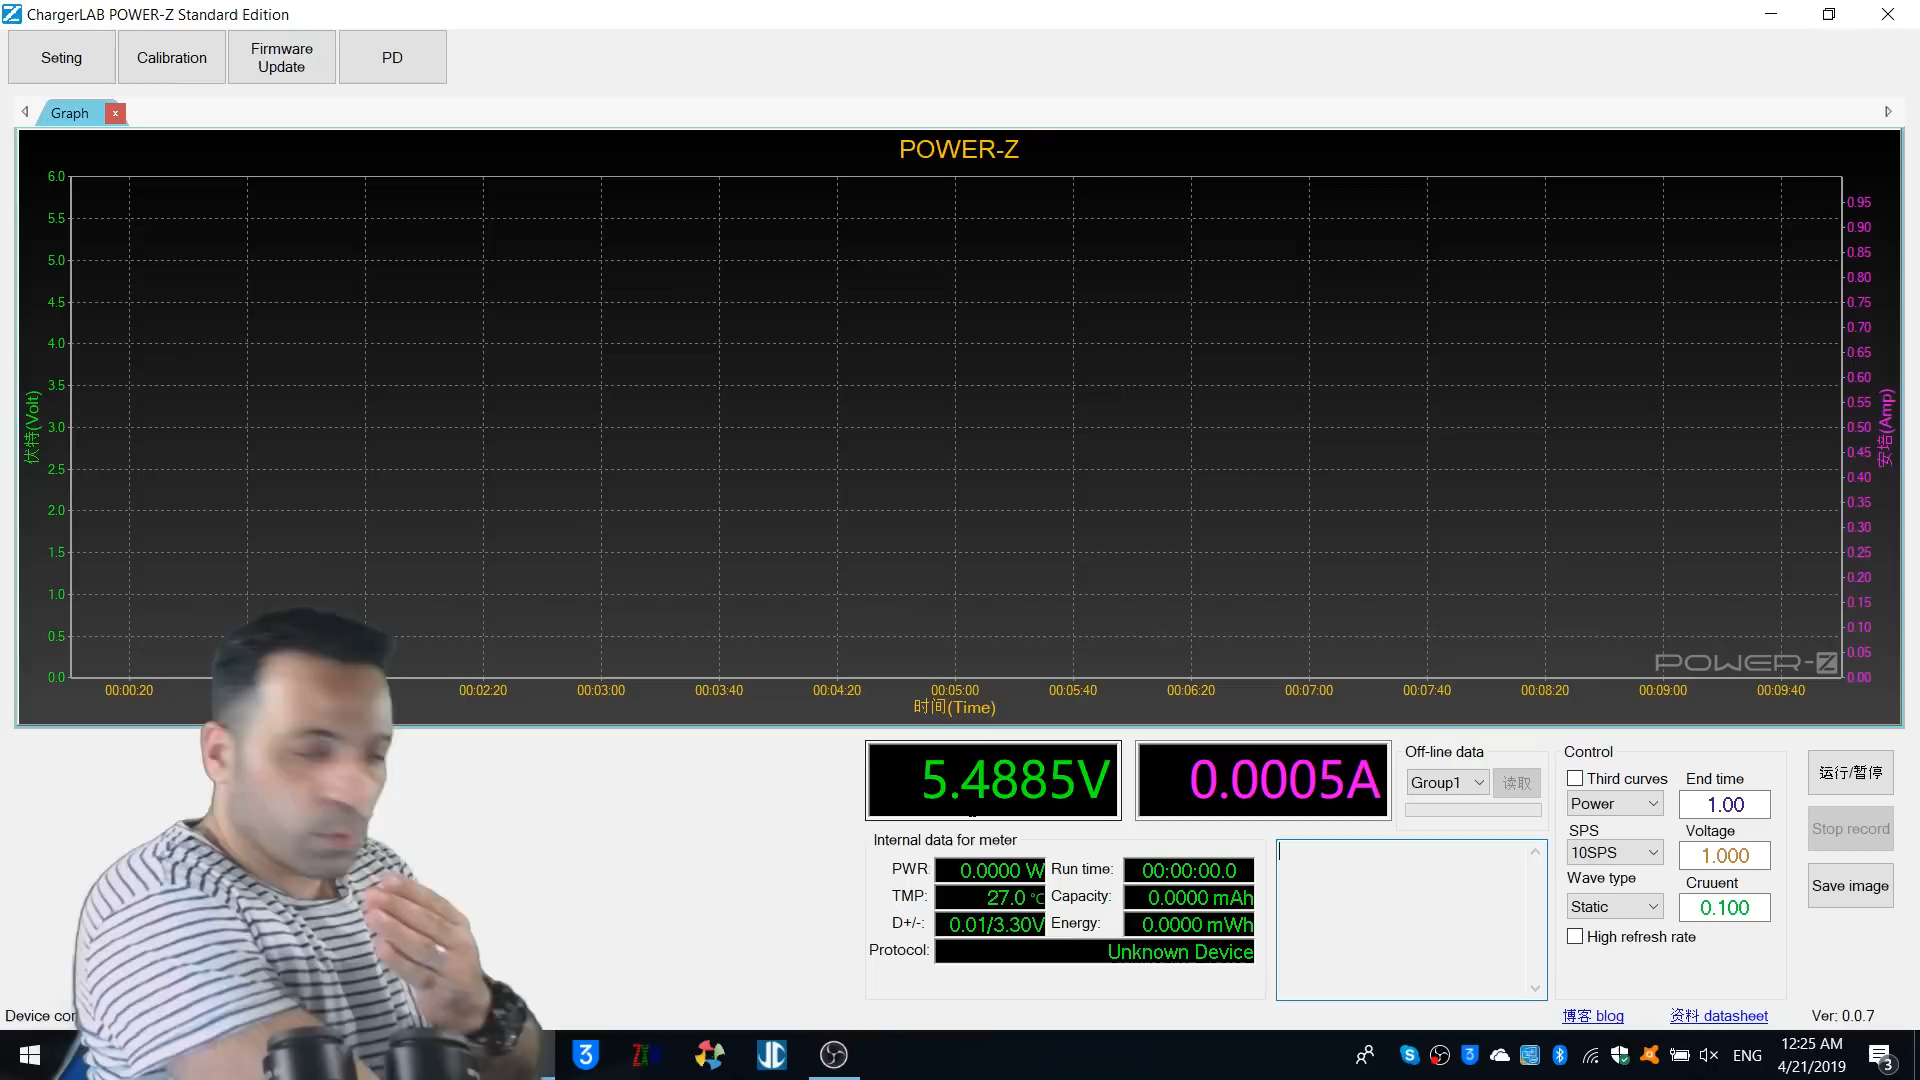 ChargerLAB POWER-Z Standard Edition
Seting
Calibration
Firmware
Update
PD
Graph
x
POWER-Z
6.0
5.5
5.0
4.5
4.0
3.5
3.0
2.5
2.0
1.5
1.0
0.5
0.0
伏特(Volt)
0.95
0.90
0.85
0.80
0.75
0.70
0.65
0.60
0.55
0.50
0.45
0.40
0.35
0.30
0.25
0.20
0.15
0.10
0.05
0.00
安培(Amp)
POWER-Z
00:00:20 00:02:20 00:03:00 00:03:40 00:04:20 00:05:00 00:05:40 00:06:20 00:07:00 00:07:40 00:08:20 00:09:00 00:09:40
时间(Time)
5.4885V
0.0005A
Off-line data
Group1 读取
Control
Third curves End time
Power 1.00
SPS Voltage
10SPS 1.000
Wave type Cruuent
Static 0.100
High refresh rate
运行/暂停
Stop record
Save image
Internal data for meter
PWR: 0.0000 W Run time: 00:00:00.0
TMP: 27.0 °C Capacity: 0.0000 mAh
D+/-: 0.01/3.30V Energy: 0.0000 mWh
Protocol: Unknown Device
Device
博客 blog
资料 datasheet
Ver: 0.0.7
3
JC
3
ENG
12:25 AM
4/21/2019
3